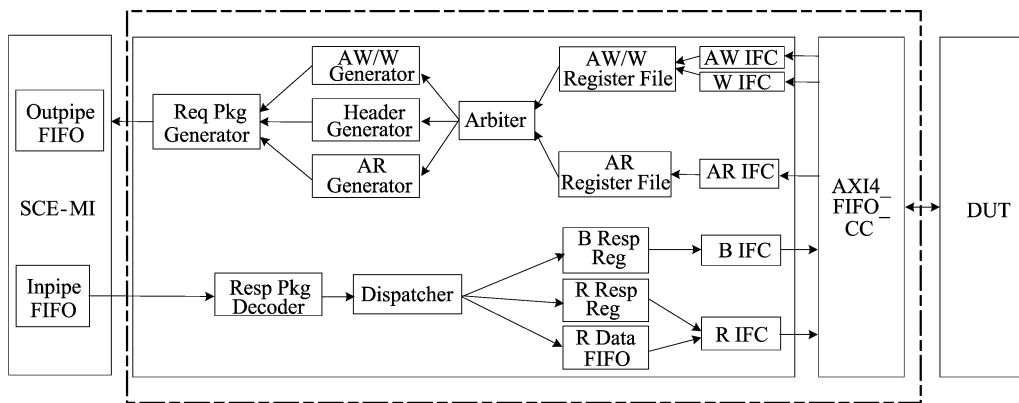 Outpipe
FIFO
SCE-MI
Inpipe
FIFO
Req Pkg
Generator
AW/W
Generator
Header
Generator
AR
Generator
Arbiter
AW/W
Register File
AR
Register File
AW IFC
W IFC
AR IFC
Resp Pkg
Decoder
Dispatcher
B Resp
Reg
R Resp
Reg
R Data
FIFO
B IFC
R IFC
AXI4_
FIFO_
CC
DUT